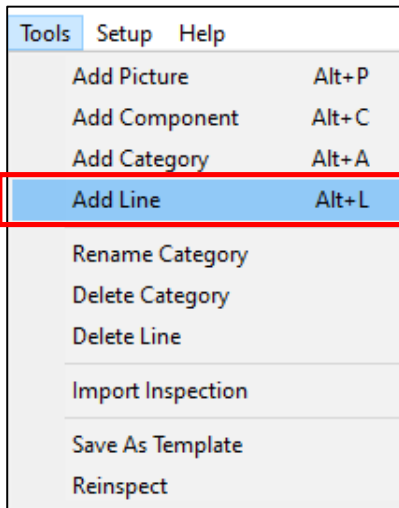 Tools Setup Help
Add Picture Alt+P
Add Component Alt+C
Add Category Alt+A
Add Line Alt+L
Rename Category
Delete Category
Delete Line
Import Inspection
Save As Template
Reinspect